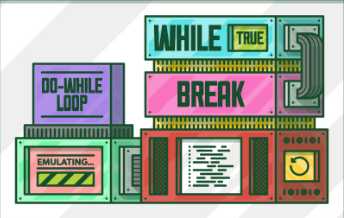 WHILE TRUE
DO-WHILE
LOOP
BREAK
EMULATING...